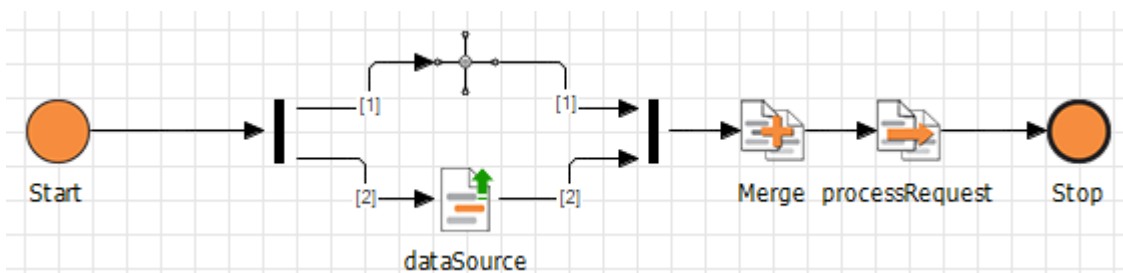 [1]
[1]
[2]
[2]
Start
Merge
processRequest
Stop
dataSource